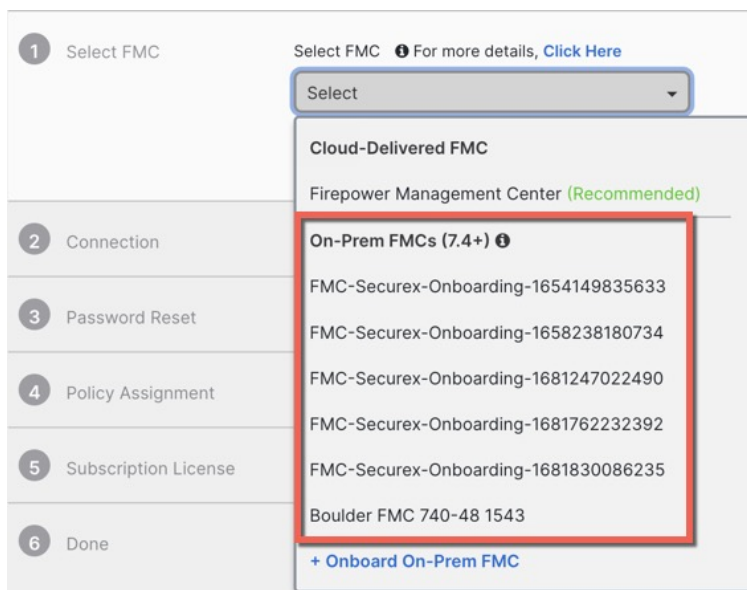 1 Select FMC
Select FMC For more details, Click Here
Select
Cloud-Delivered FMC
Firepower Management Center (Recommended)
2 Connection
On-Prem FMCs (7.4+)
FMC-Securex-Onboarding-1654149835633
3 Password Reset
FMC-Securex-Onboarding-1658238180734
4 Policy Assignment
FMC-Securex-Onboarding-1681247022490
FMC-Securex-Onboarding-1681762232392
5 Subscription License
FMC-Securex-Onboarding-1681830086235
Boulder FMC 740-48 1543
6 Done
+ Onboard On-Prem FMC